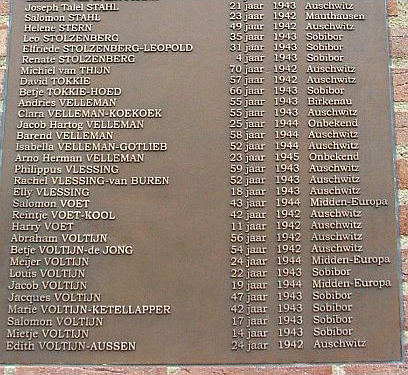 Joseph Talel STAHL 21 jaar 1943 Auschwitz
Salomon STAHL 23 jaar 1942 Mauthausen
Helene STERN 49 jaar 1942 Auschwitz
Leo STOLZENBERG 35 jaar 1943 Sobibor
Elfriede STOLZENBERG-LEOPOLD 31 jaar 1943 Sobibor
Renate STOLZENBERG 4 jaar 1943 Sobibor
Michiel van THIJN 70 jaar 1942 Auschwitz
David TOKKIE 57 jaar 1942 Auschwitz
Betje TOKKIE-HOED 66 jaar 1943 Sobibor
Andries VELLEMAN 55 jaar 1943 Birkenau
Clara VELLEMAN-KOEKOEK 55 jaar 1943 Auschwitz
Jacob Hartog VELLEMAN 25 jaar 1944 Onbekend
Barend VELLEMAN 58 jaar 1944 Auschwitz
Isabella VELLEMAN-GOTLIEB 52 jaar 1944 Auschwitz
Arno Herman VELLEMAN 23 jaar 1945 Onbekend
Philippus VLESSING 59 jaar 1943 Auschwitz
Rachel VLESSING-van BUREN 52 jaar 1943 Auschwitz
Elly VLESSING 18 jaar 1943 Auschwitz
Salomon VOET 43 jaar 1944 Midden-Europa
Reintje VOET-KOOL 42 jaar 1942 Auschwitz
Harry VOET 11 jaar 1942 Auschwitz
Abraham VOLTIJN 56 jaar 1942 Auschwitz
Betje VOLTIJN-de JONG 54 jaar 1942 Auschwitz
Meijer VOLTIJN 24 jaar 1944 Midden-Europa
Louis VOLTIJN 22 jaar 1943 Sobibor
Jacob VOLTIJN 19 jaar 1944 Midden-Europa
Jacques VOLTIJN 47 jaar 1943 Sobibor
Marie VOLTIJN-KETELLAPPER 42 jaar 1943 Sobibor
Salomon VOLTIJN 17 jaar 1943 Sobibor
Mietje VOLTIJN 14 jaar 1943 Sobibor
Edith VOLTIJN-AUSSEN 24 jaar 1942 Auschwitz